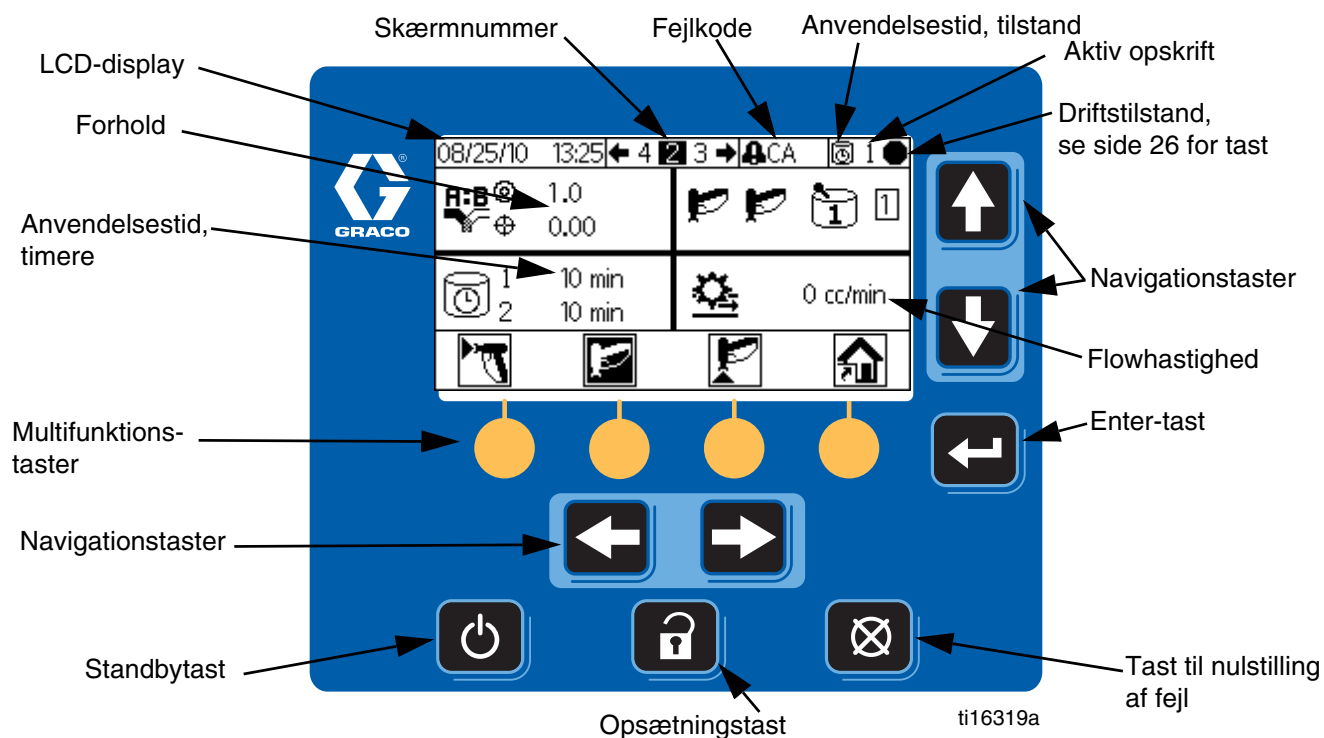 Skærmnummer
Fejlkode
Anvendelsestid, tilstand
LCD-display
Aktiv opskrift
Forhold
Driftstilstand,
se side 26 for tast
08/25/10 13:25 4 2 3 CA 1
A:B 1.0
0.00
1 1
GRACO
®
Anvendelsestid,
timere
1 10 min
2 10 min
0 cc/min
Navigationstaster
Flowhastighed
Multifunktions-
taster
Enter-tast
Navigationstaster
Standbytast
Opsætningstast
Tast til nulstilling
af fejl
ti16319a